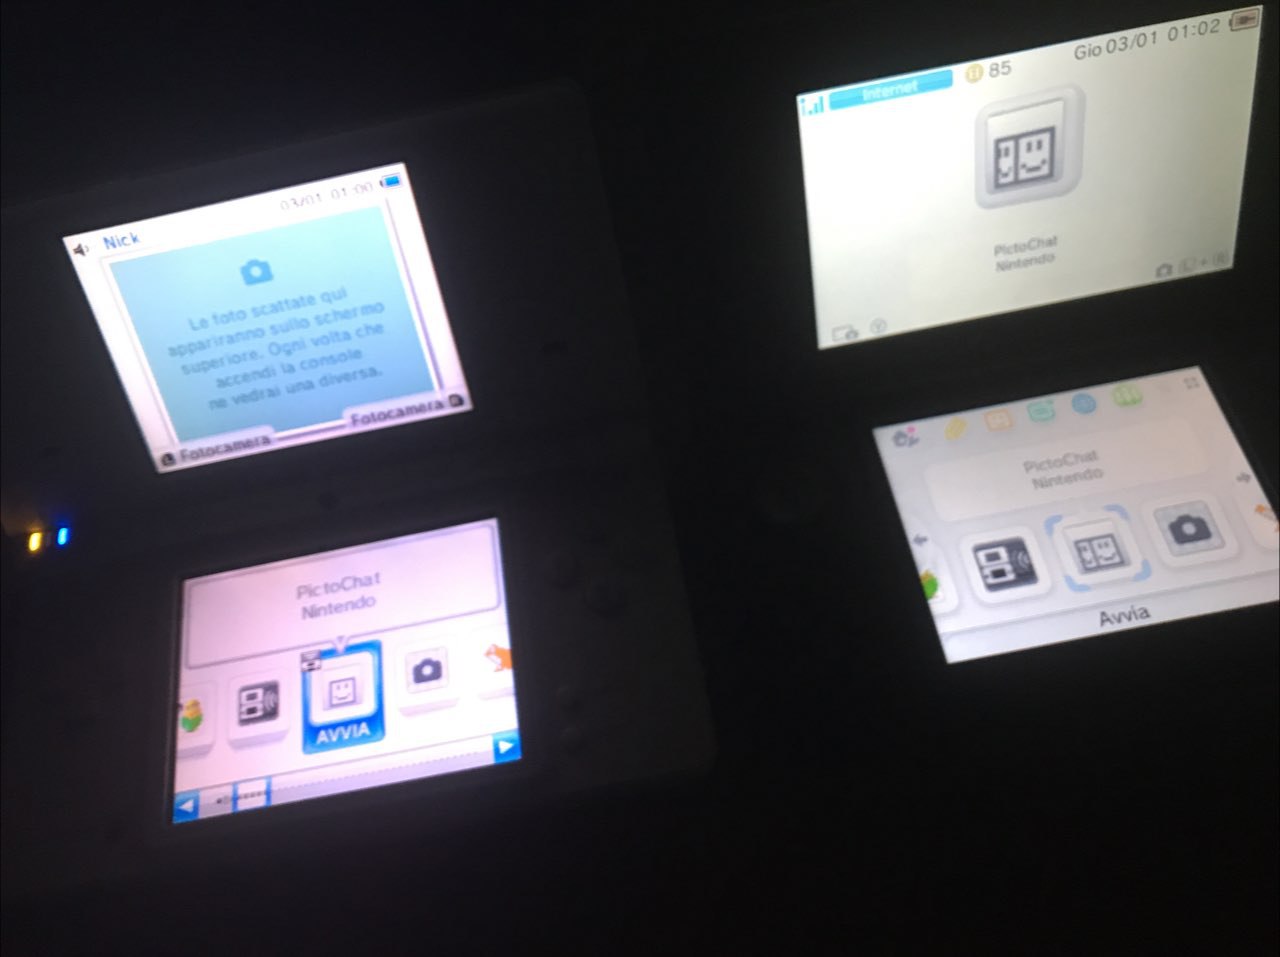 Nick
03/01 01:00
Le foto scattate qui
appariranno sullo schermo
superiore. Ogni volta che
accendi la console
ne vedrai una diversa.
L Fotocamera
Fotocamera R
PictoChat
Nintendo
AVVIA
Internet
85
Gio 03/01 01:02
PictoChat
Nintendo
Y
L + R
PictoChat
Nintendo
Avvia